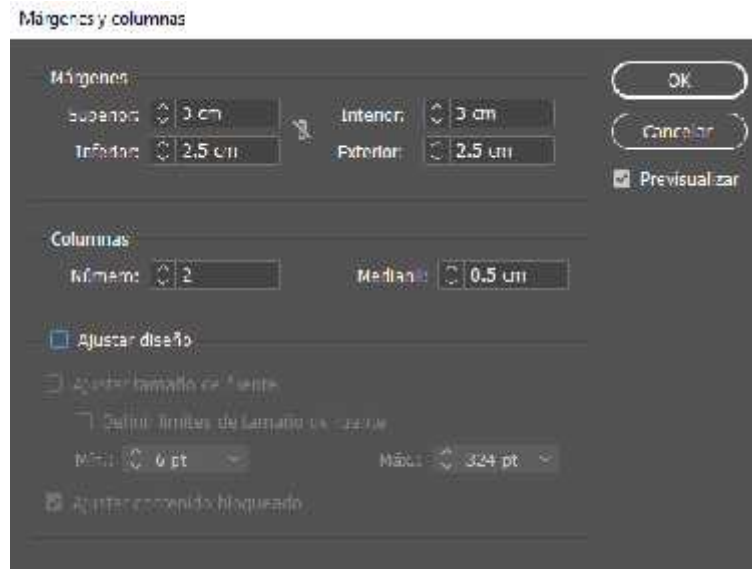 Márgenes y columnas
Márgenes
Superior: 3 cm Interior: 3 cm
Inferior: 2.5 cm Exterior: 2.5 cm
OK
Cancelar
Previsualizar
Columnas
Número: 2 Medianil: 0.5 cm
Ajustar diseño
Ajustar tamaño de fuente
Definir límites de tamaño de fuente
Mín.: 6 pt Máx.: 324 pt
Ajustar contenido bloqueado